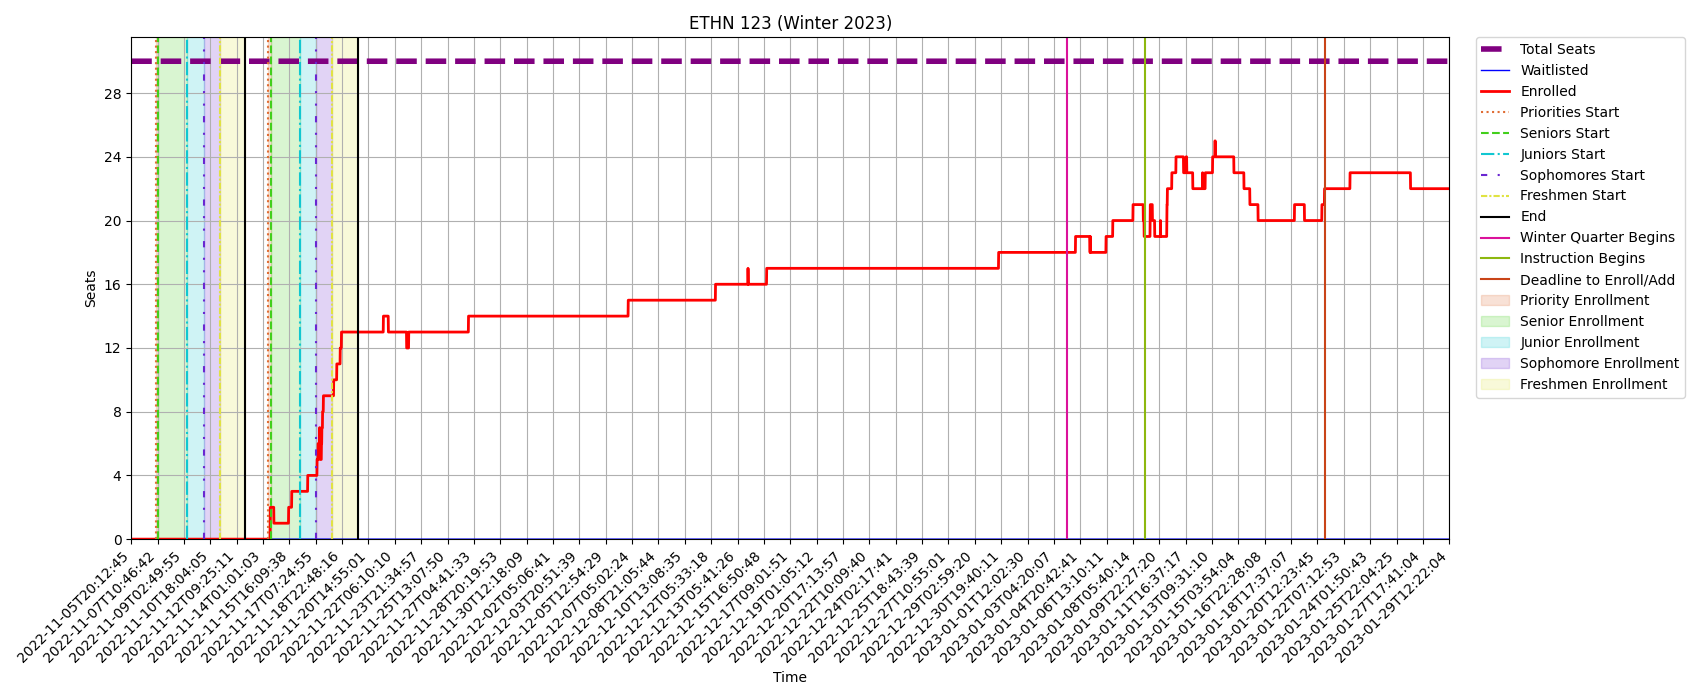 ETHN 123 (Winter 2023)
Seats
28
24
20
16
12
8
4
0
2022-11-05T20:12:45
2022-11-07T10:46:42
2022-11-09T02:49:55
2022-11-10T18:04:05
2022-11-12T09:25:11
2022-11-14T01:01:03
2022-11-15T16:09:38
2022-11-17T07:24:55
2022-11-18T22:48:16
2022-11-20T14:55:01
2022-11-22T06:10:10
2022-11-23T21:34:57
2022-11-25T13:07:50
2022-11-27T04:41:33
2022-11-28T20:19:53
2022-11-30T12:18:09
2022-12-02T05:06:41
2022-12-03T20:51:39
2022-12-05T12:54:29
2022-12-07T05:02:24
2022-12-08T21:05:44
2022-12-10T13:08:35
2022-12-12T05:33:18
2022-12-13T05:41:26
2022-12-15T16:50:48
2022-12-17T09:01:51
2022-12-19T01:05:12
2022-12-20T17:13:57
2022-12-22T10:09:40
2022-12-24T02:17:41
2022-12-25T18:43:39
2022-12-27T10:55:01
2022-12-29T02:59:20
2022-12-30T19:40:11
2023-01-01T12:02:30
2023-01-03T04:20:07
2023-01-04T20:42:41
2023-01-06T13:10:11
2023-01-08T05:40:14
2023-01-09T22:27:20
2023-01-11T16:37:17
2023-01-13T09:31:10
2023-01-15T03:54:04
2023-01-16T22:28:08
2023-01-18T17:37:07
2023-01-20T12:23:45
2023-01-22T07:12:53
2023-01-24T01:50:43
2023-01-25T22:04:25
2023-01-27T17:41:04
2023-01-29T12:22:04
Time
Total Seats
Waitlisted
Enrolled
Priorities Start
Seniors Start
Juniors Start
Sophomores Start
Freshmen Start
End
Winter Quarter Begins
Instruction Begins
Deadline to Enroll/Add
Priority Enrollment
Senior Enrollment
Junior Enrollment
Sophomore Enrollment
Freshmen Enrollment